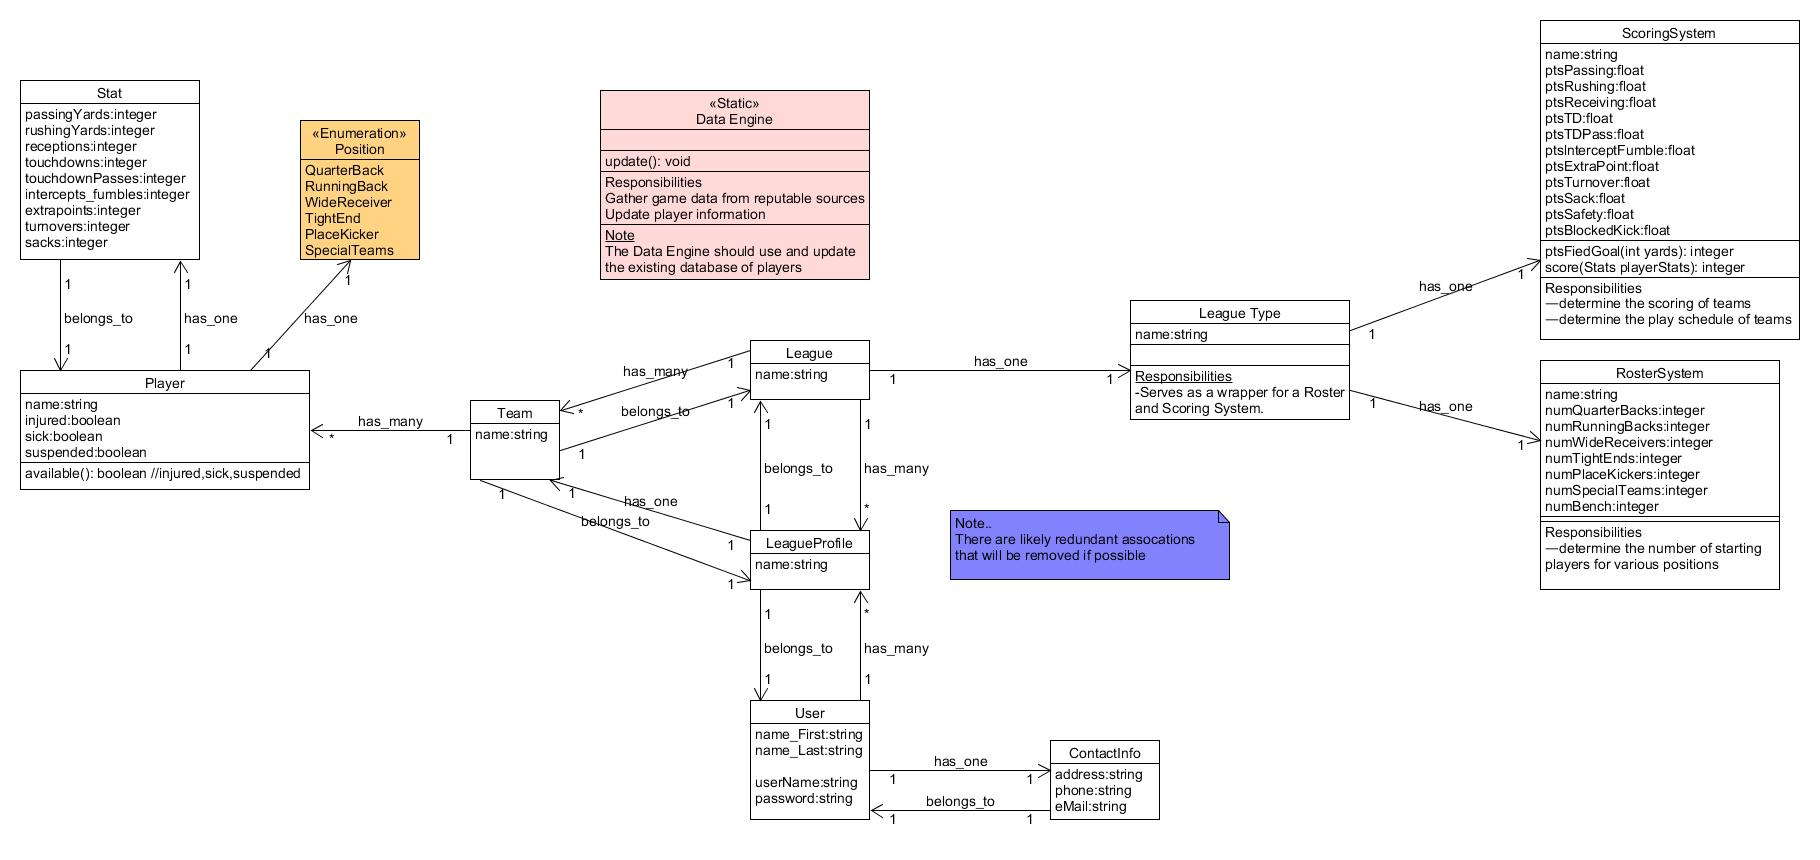 Stat
passingYards:integer
rushingYards:integer
receptions:integer
touchdowns:integer
touchdownPasses:integer
intercepts_fumbles:integer
extrapoints:integer
turnovers:integer
sacks:integer
«Enumeration»
Position
QuarterBack
RunningBack
WideReceiver
TightEnd
PlaceKicker
SpecialTeams
«Static»
Data Engine
update(): void
Responsibilities
Gather game data from reputable sources
Update player information
Note
The Data Engine should use and update
the existing database of players
ScoringSystem
name:string
ptsPassing:float
ptsRushing:float
ptsReceiving:float
ptsTD:float
ptsTDPass:float
ptsInterceptFumble:float
ptsExtraPoint:float
ptsTurnover:float
ptsSack:float
ptsSafety:float
ptsBlockedKick:float
ptsFiedGoal(int yards): integer
score(Stats playerStats): integer
Responsibilities
—determine the scoring of teams
—determine the play schedule of teams
1
belongs_to
1
1
has_one
1
1
has_one
1
Player
name:string
injured:boolean
sick:boolean
suspended:boolean
available(): boolean //injured,sick,suspended
has_many
*
1
Team
name:string
1
has_many
*
belongs_to
1
1
League
name:string
has_one
1
1
League Type
name:string
Responsibilities
-Serves as a wrapper for a Roster
and Scoring System.
has_one
1
1
has_one
1
1
RosterSystem
name:string
numQuarterBacks:integer
numRunningBacks:integer
numWideReceivers:integer
numTightEnds:integer
numPlaceKickers:integer
numSpecialTeams:integer
numBench:integer
Responsibilities
—determine the number of starting
players for various positions
1
belongs_to
1
1
has_many
*
1
has_one
1
1
belongs_to
1
LeagueProfile
name:string
Note..
There are likely redundant assocations
that will be removed if possible
1
belongs_to
1
*
has_many
1
User
name_First:string
name_Last:string
userName:string
password:string
has_one
1
1
belongs_to
1
1
ContactInfo
address:string
phone:string
eMail:string